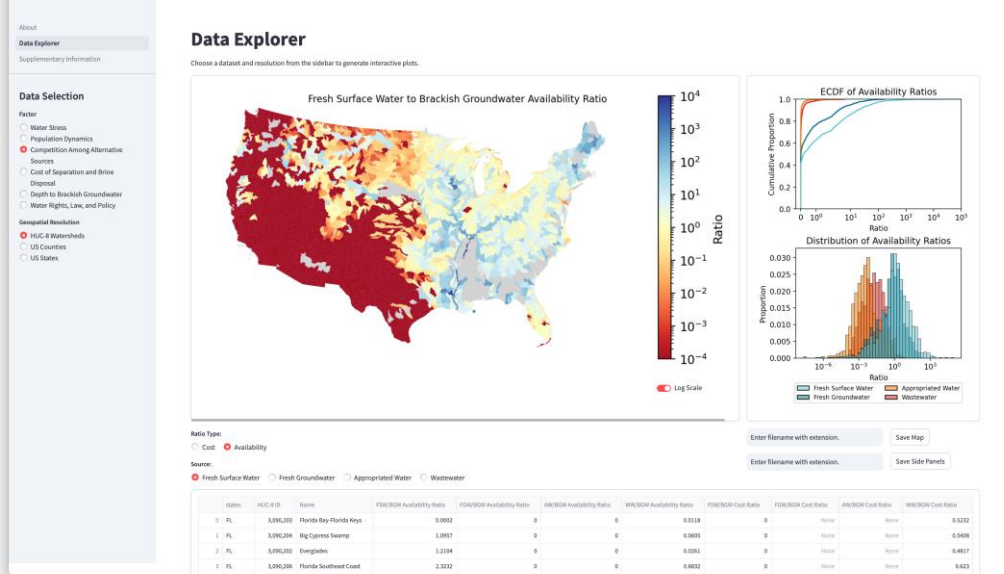 About
Data Explorer
Supplementary Information
Data Selection
Factor
Water Stress
Population Dynamics
Competition Among Alternative
Sources
Cost of Separation and Brine
Disposal
Depth to Brackish Groundwater
Water Rights, Law, and Policy
Geospatial Resolution
HUC-8 Watersheds
US Counties
US States
Data Explorer
Choose a dataset and resolution from the sidebar to generate interactive plots.
Fresh Surface Water to Brackish Groundwater Availability Ratio
10⁴
10³
10²
10¹
10⁰
10⁻¹
10⁻²
10⁻³
10⁻⁴
Ratio
Log Scale
ECDF of Availability Ratios
1.0
0.8
0.6
0.4
0.2
0.0
Cumulative Proportion
0 10⁰ 10¹ 10² 10³ 10⁴ 10⁵
Ratio
Distribution of Availability Ratios
0.030
0.025
0.020
0.015
0.010
0.005
0.000
Proportion
10⁻⁶ 10⁻³ 10⁰ 10³
Ratio
Fresh Surface Water Appropriated Water
Fresh Groundwater Wastewater
Ratio Type:
Cost Availability
Source:
Fresh Surface Water Fresh Groundwater Appropriated Water Wastewater
Enter filename with extension. Save Map
Enter filename with extension. Save Side Panels
states HUC-8 ID Name FSW/BGW Availability Ratio FGW/BGW Availability Ratio AW/BGW Availability Ratio WW/BGW Availability Ratio FSW/BGW Cost Ratio FGW/BGW Cost Ratio AW/BGW Cost Ratio WW/BGW Cost Ratio
0 FL 3,090,203 Florida Bay-Florida Keys 0.0002 0 0 0.0118 0 None None 0.5232
1 FL 3,090,204 Big Cypress Swamp 1.0957 0 0 0.0605 0 None None 0.5408
2 FL 3,090,202 Everglades 1.2104 0 0 0.0261 0 None None 0.4817
3 FL 3,090,206 Florida Southeast Coast 2.3232 0 0 0.8832 0 None None 0.623